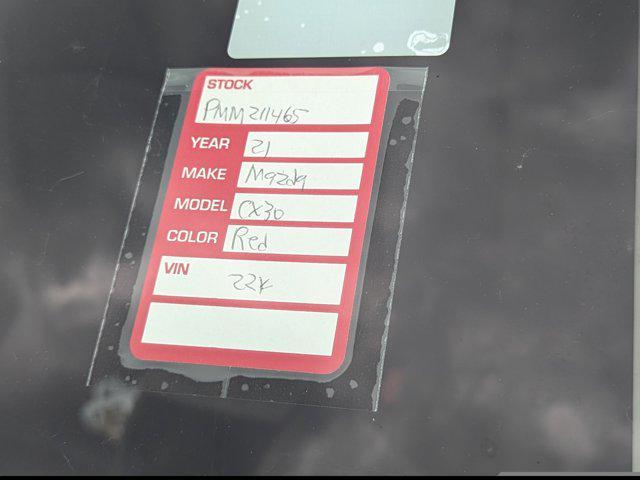 STOCK
PMM211465
YEAR 21
MAKE Mazda
MODEL CX30
COLOR Red
VIN
22K